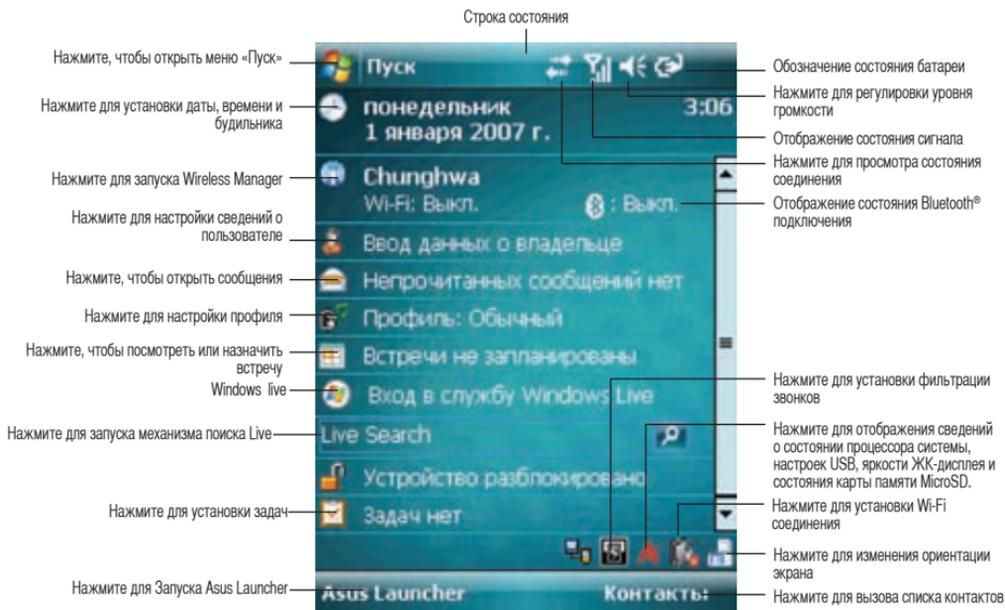 Строка состояния
Нажмите, чтобы открыть меню «Пуск»
Нажмите для установки даты, времени и
будильника
Нажмите для запуска Wireless Manager
Нажмите для настройки сведений о
пользователе
Нажмите, чтобы открыть сообщения
Нажмите для настройки профиля
Нажмите, чтобы посмотреть или назначить
встречу
Windows live
Нажмите для запуска механизма поиска Live
Нажмите для установки задач
Нажмите для Запуска Asus Launcher
Пуск
понедельник
3:06
1 января 2007 г.
Chunghwa
Wi-Fi: Выкл.
: Выкл.
Ввод данных о владельце
Непрочитанных сообщений нет
Профиль: Обычный
Встречи не запланированы
Вход в службу Windows Live
Live Search
Устройство разблокировано
Задач нет
Asus Launcher
Контакты
Обозначение состояния батареи
Нажмите для регулировки уровня
громкости
Отображение состояния сигнала
Нажмите для просмотра состояния
соединения
Отображение состояния Bluetooth®
подключения
Нажмите для установки фильтрации
звонков
Нажмите для отображения сведений
о состоянии процессора системы,
настроек USB, яркости ЖК-дисплея и
состояния карты памяти MicroSD.
Нажмите для установки Wi-Fi
соединения
Нажмите для изменения ориентации
экрана
Нажмите для вызова списка контактов